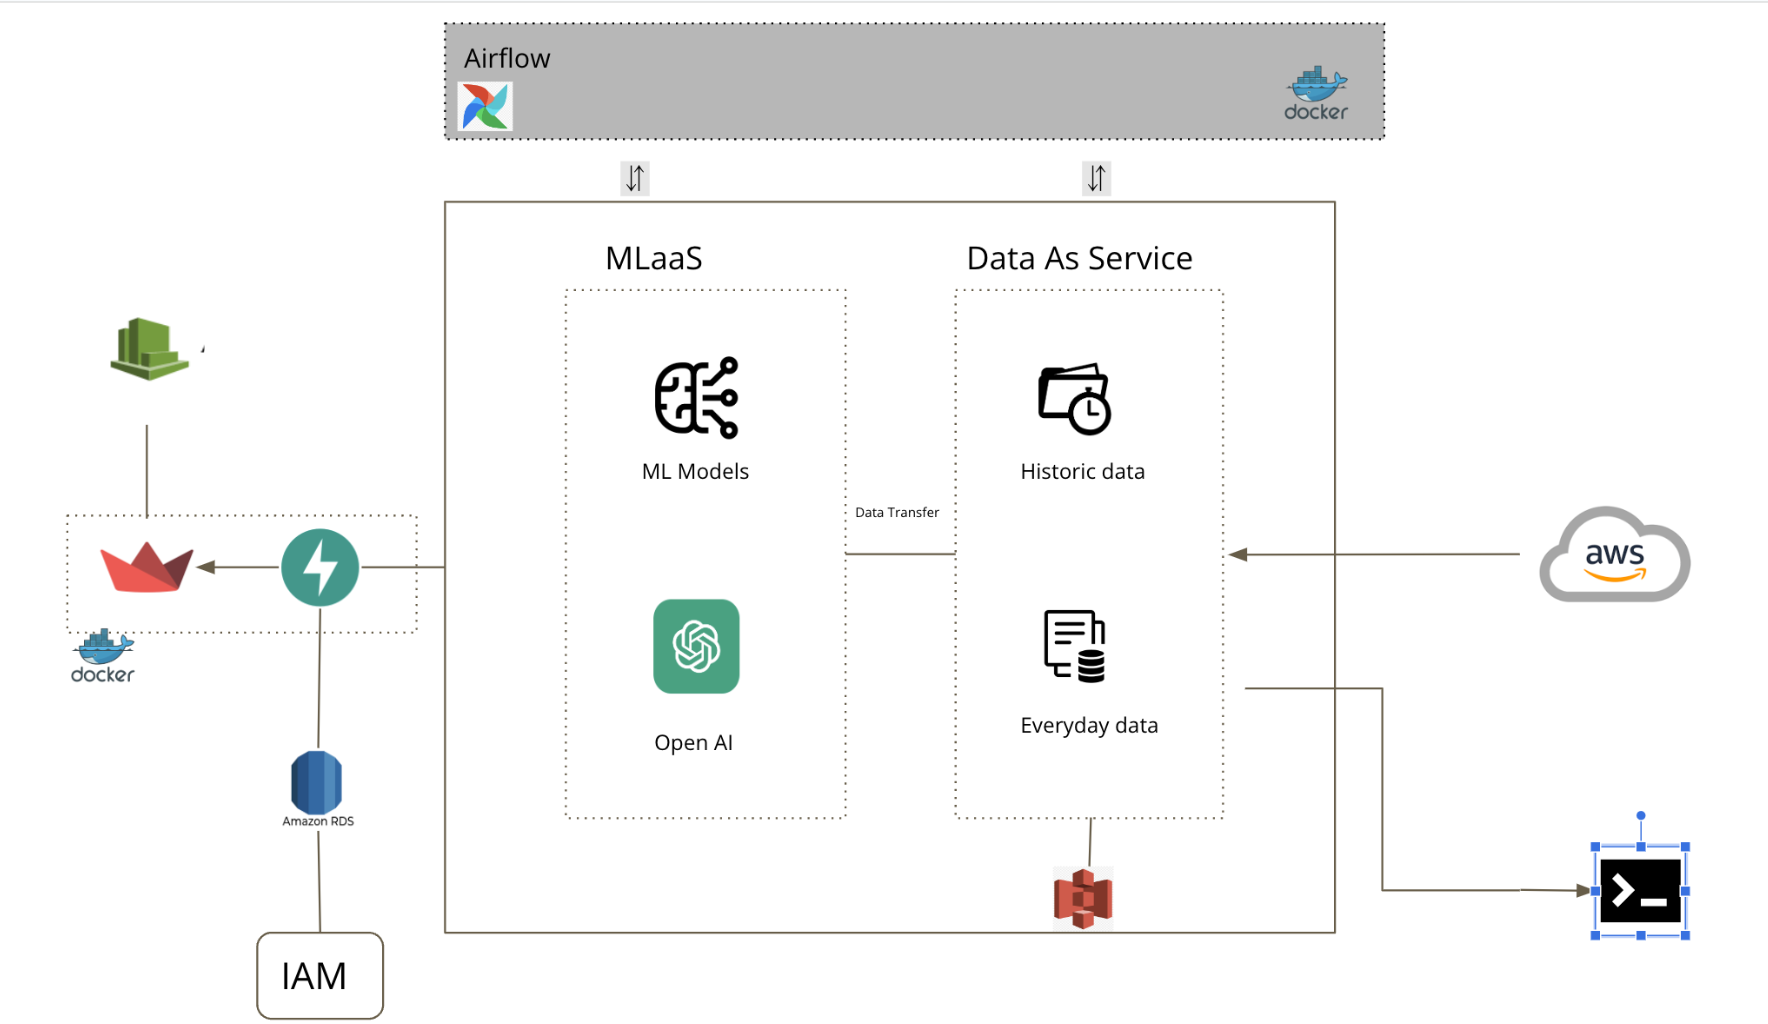 Airflow
docker
MLaaS
Data As Service
ML Models
Historic data
Data Transfer
aws
docker
Open AI
Everyday data
Amazon RDS
IAM